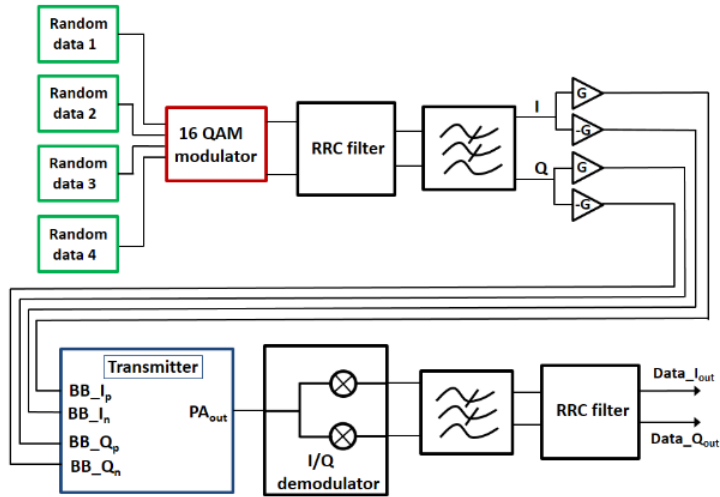 Random
data 1
Random
data 2
Random
data 3
Random
data 4
16 QAM
modulator
RRC filter
I
Q
G
-G
G
-G
Transmitter
BB_Ip
BB_In
BB_Qp
BB_Qn
PAout
I/Q
demodulator
RRC filter
Data_Iout
Data_Qout